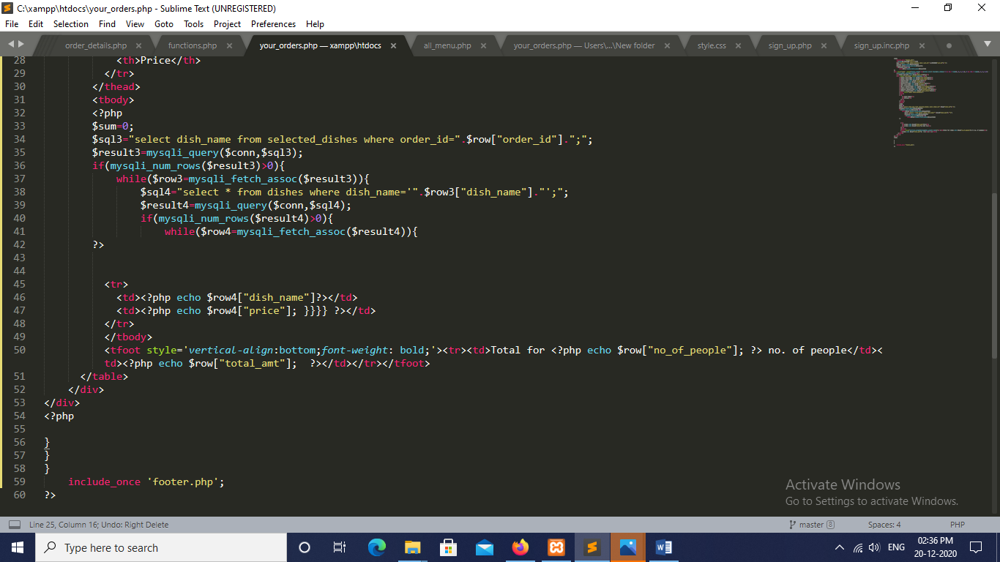 C:\xampp\htdocs\your_orders.php - Sublime Text (UNREGISTERED)
File Edit Selection Find View Goto Tools Project Preferences Help
order_details.php × functions.php × your_orders.php — xampp\htdocs × all_menu.php × your_orders.php — Users\...\New folder × style.css × sign_up.php × sign_up.inc.php ×
28 <th>Price</th>
29 </tr>
30 </thead>
31 <tbody>
32 <?php
33 $sum=0;
34 $sql3="select dish_name from selected_dishes where order_id=".$row["order_id"].";";
35 $result3=mysqli_query($conn,$sql3);
36 if(mysqli_num_rows($result3)>0){
37 while($row3=mysqli_fetch_assoc($result3)){
38 $sql4="select * from dishes where dish_name='".$row3["dish_name"]."';";
39 $result4=mysqli_query($conn,$sql4);
40 if(mysqli_num_rows($result4)>0){
41 while($row4=mysqli_fetch_assoc($result4)){
42 ?>
43
44
45 <tr>
46 <td><?php echo $row4["dish_name"]?></td>
47 <td><?php echo $row4["price"]; }}}} ?></td>
48 </tr>
49 </tbody>
50 <tfoot style='vertical-align:bottom;font-weight: bold;'><tr><td>Total for <?php echo $row["no_of_people"]; ?> no. of people</td><
td><?php echo $row["total_amt"];  ?></td></tr></tfoot>
51 </table>
52 </div>
53 </div>
54 <?php
55
56 }
57 }
58 }
59 include_once 'footer.php';
60 ?>
Activate Windows
Go to Settings to activate Windows.
Line 25, Column 16; Undo: Right Delete master 8 Spaces: 4 PHP
Type here to search
W
ENG
02:36 PM
20-12-2020